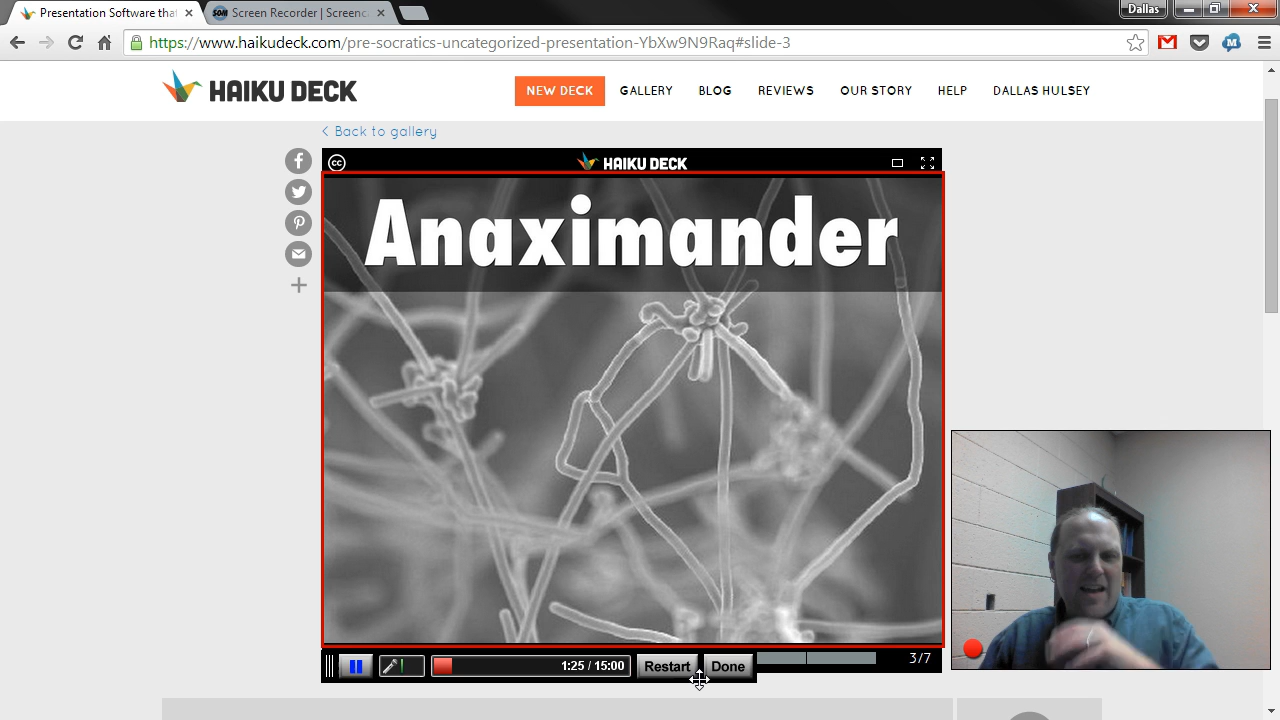 Presentation Software that
Screen Recorder | Screenc
Dallas
https://www.haikudeck.com/pre-socratics-uncategorized-presentation-YbXw9N9Raq#slide-3
HAIKU DECK
NEW DECK
GALLERY
BLOG
REVIEWS
OUR STORY
HELP
DALLAS HULSEY
< Back to gallery
cc
HAIKU DECK
Anaximander
1:25 / 15:00
Restart
Done
3/7